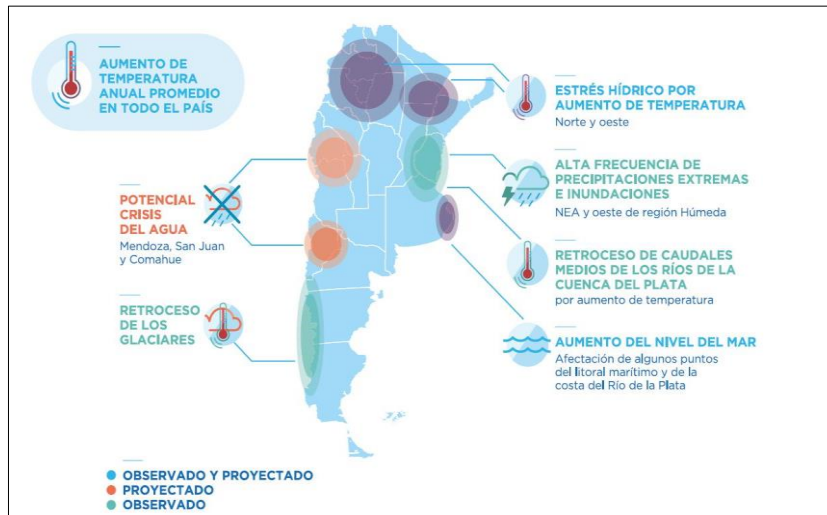 AUMENTO DE
TEMPERATURA
ANUAL PROMEDIO
EN TODO EL PAÍS
POTENCIAL
CRISIS
DEL AGUA
Mendoza, San Juan
y Comahue
RETROCESO
DE LOS
GLACIARES
ESTRÉS HÍDRICO POR
AUMENTO DE TEMPERATURA
Norte y oeste
ALTA FRECUENCIA DE
PRECIPITACIONES EXTREMAS
E INUNDACIONES
NEA y oeste de región Húmeda
RETROCESO DE CAUDALES
MEDIOS DE LOS RÍOS DE LA
CUENCA DEL PLATA
por aumento de temperatura
AUMENTO DEL NIVEL DEL MAR
Afectación de algunos puntos
del litoral marítimo y de la
costa del Río de la Plata
OBSERVADO Y PROYECTADO
PROYECTADO
OBSERVADO